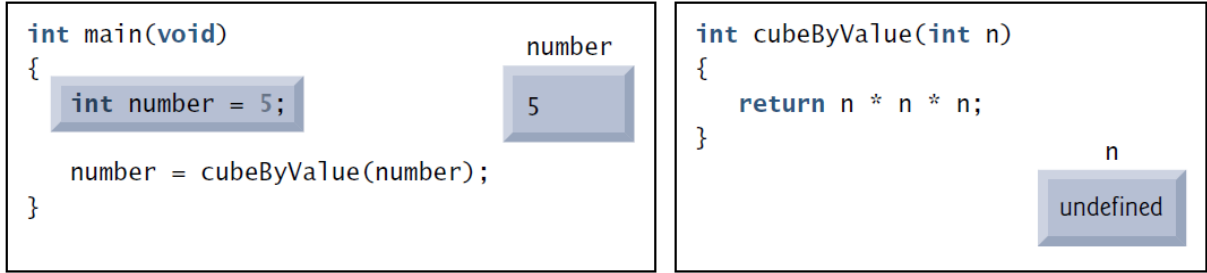 int main(void)
{
int number = 5;
number = cubeByValue(number);
}
number
5
int cubeByValue(int n)
{
return n * n * n;
}
n
undefined